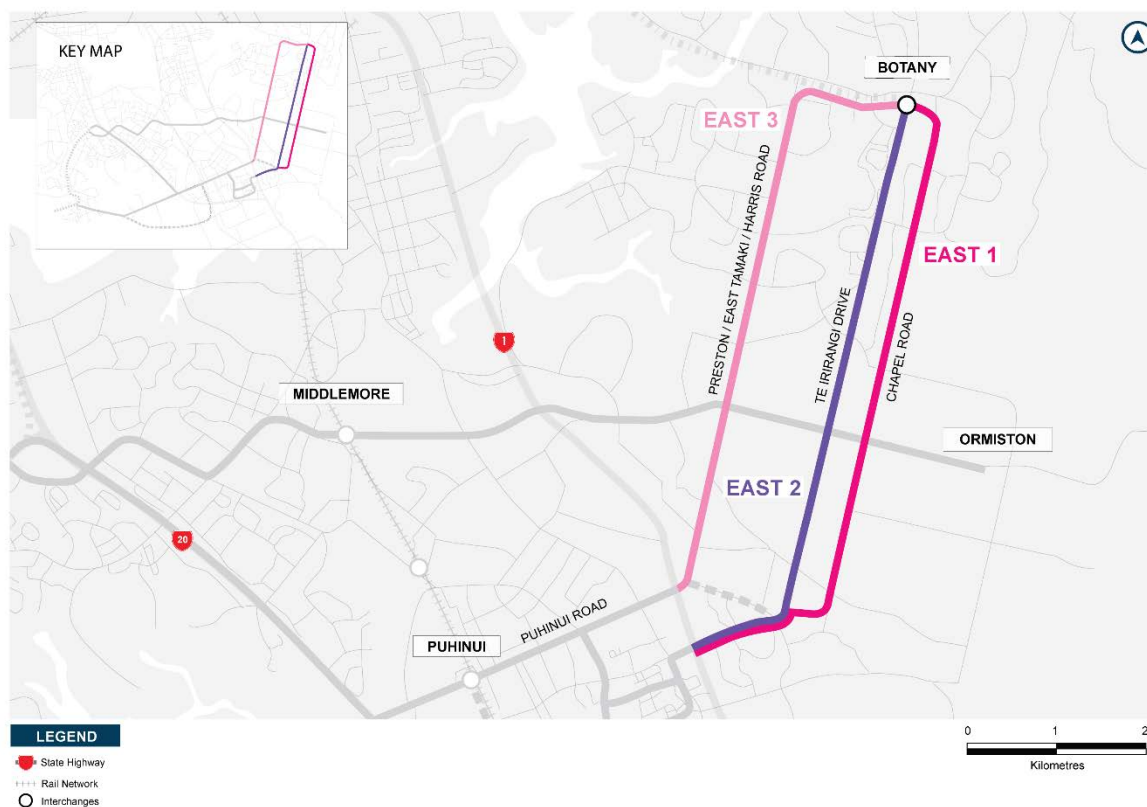 KEY MAP
BOTANY
EAST 3
PRESTON / EAST TAMAKI / HARRIS ROAD
EAST 1
TE IRIRANGI DRIVE
CHAPEL ROAD
1
MIDDLEMORE
ORMISTON
EAST 2
20
PUHINUI ROAD
PUHINUI
LEGEND
State Highway
Rail Network
Interchanges
0 1 2
Kilometres